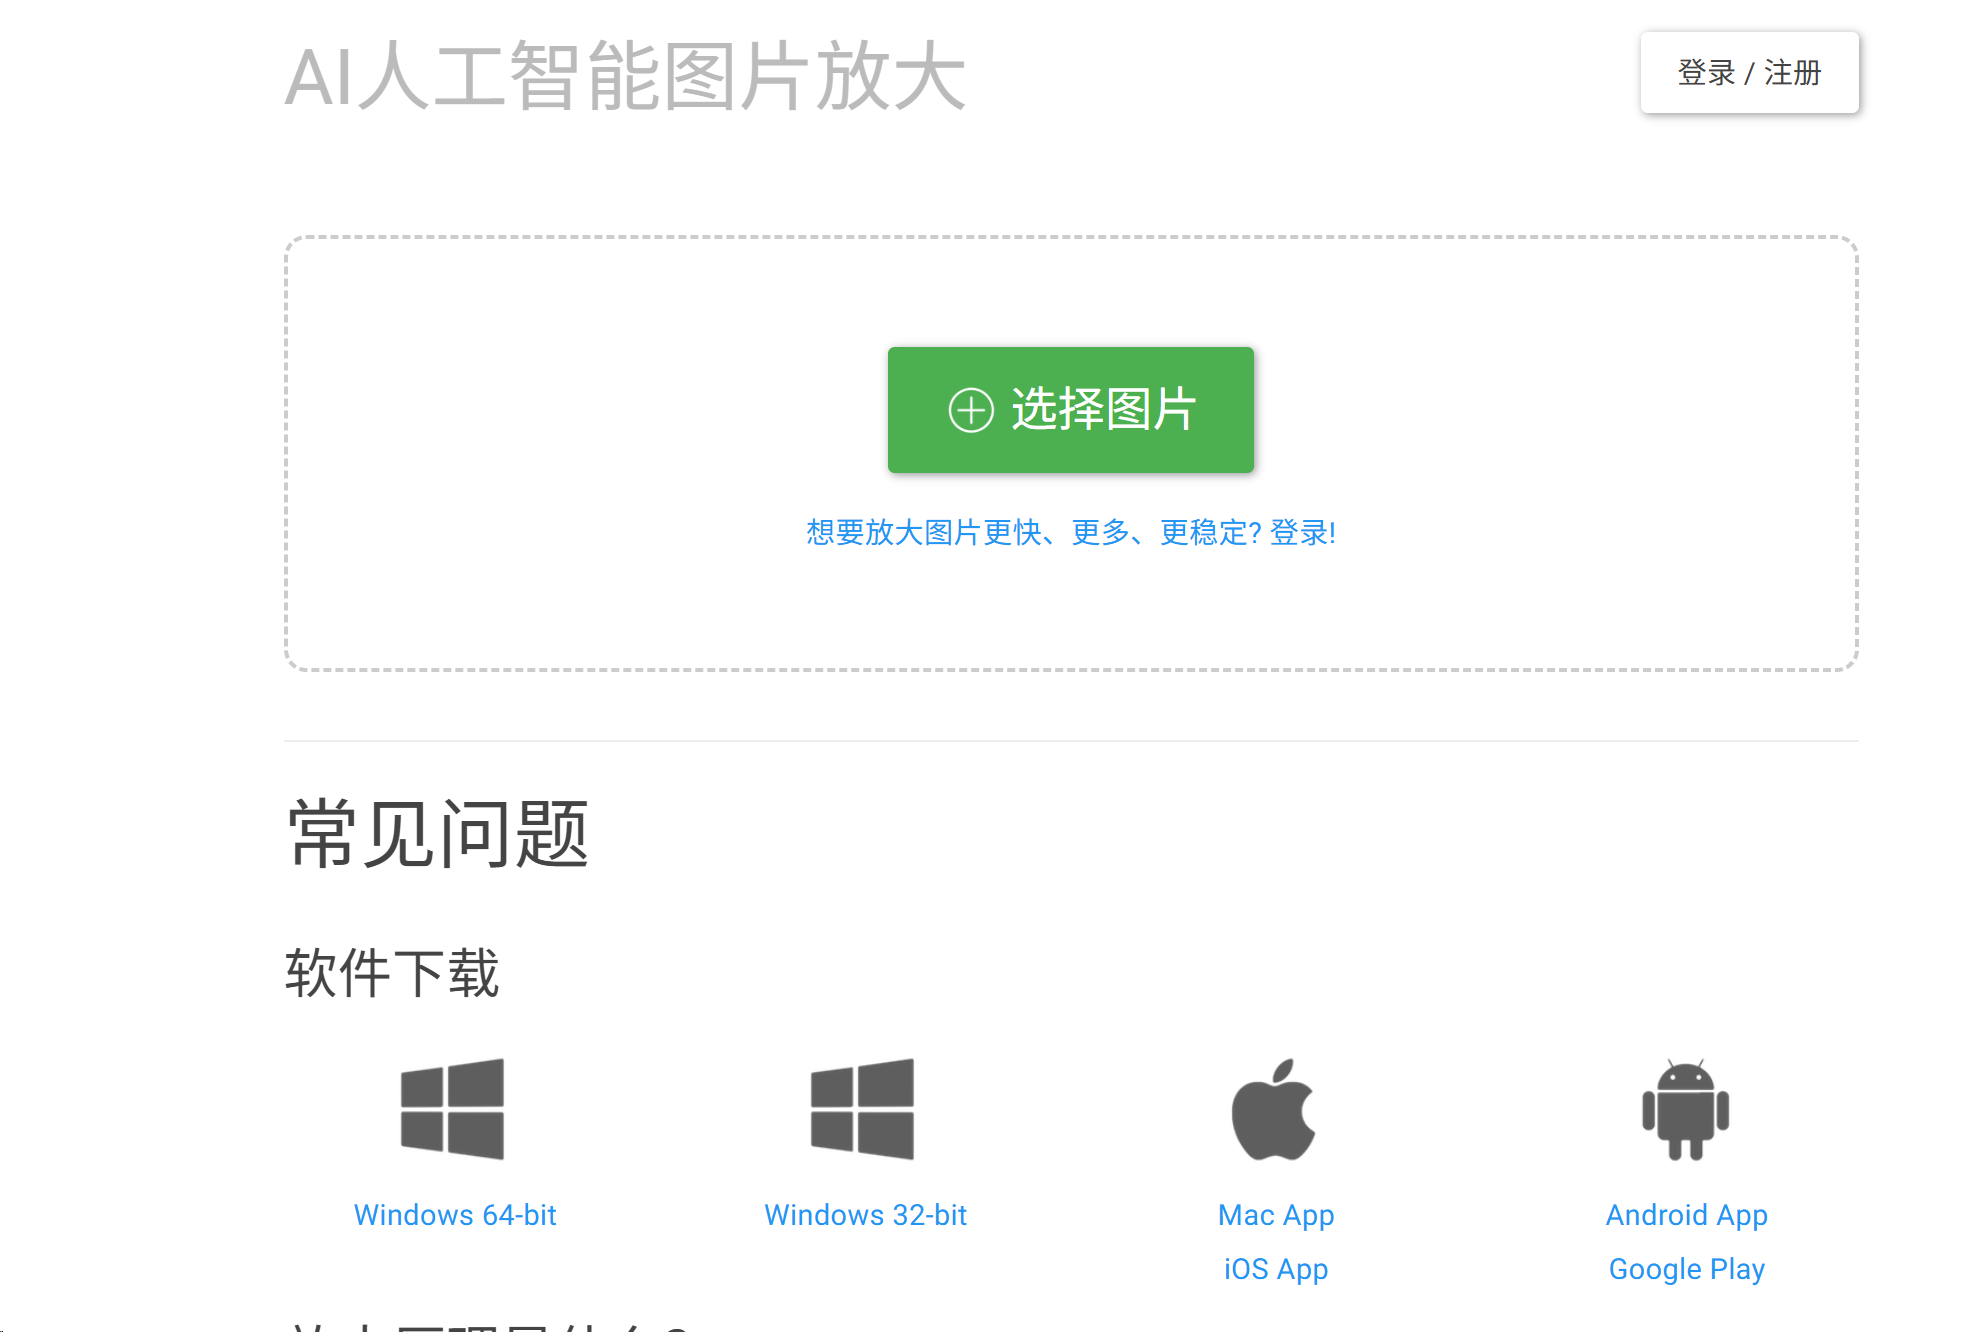 AI人工智能图片放大
登录 / 注册
选择图片
想要放大图片更快、更多、更稳定? 登录!
常见问题
软件下载
Windows 64-bit
Windows 32-bit
Mac App
Android App
iOS App
Google Play